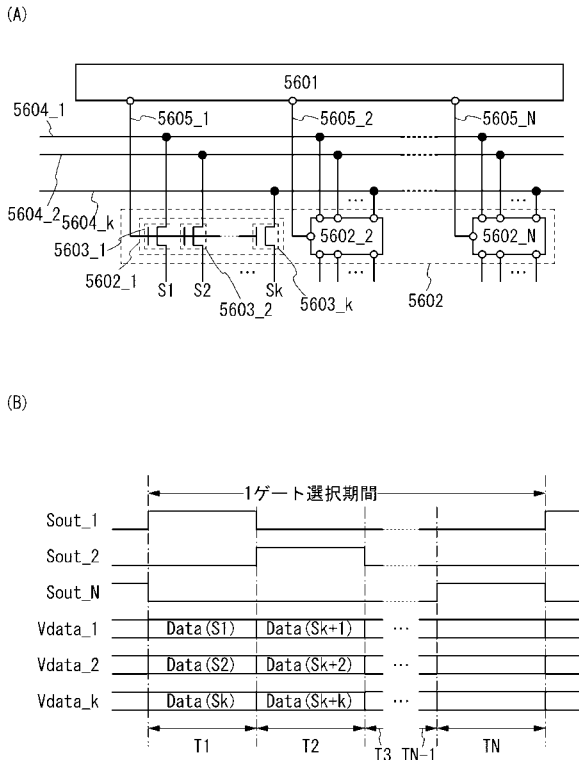 (A)
5601
5604_1
5605_1
5605_2
5605_N
5604_2
5604_k
5603_1
5602_1
5602_2
5602_N
S1
S2
5603_2
Sk
5603_k
5602
(B)
1ゲート選択期間
Sout_1
Sout_2
Sout_N
Vdata_1 Data(S1) Data(Sk+1) ...
Vdata_2 Data(S2) Data(Sk+2) ...
Vdata_k Data(Sk) Data(Sk+k) ...
T1 T2 T3 TN-1 TN